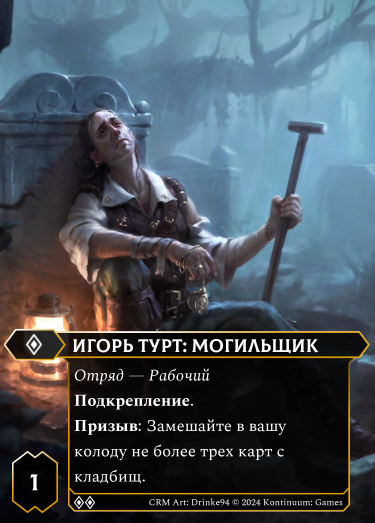 ИГОРЬ ТУРТ: МОГИЛЬЩИК
Отряд — Рабочий
Подкрепление.
Призыв: Замешайте в вашу
колоду не более трех карт с
кладбищ.
1
CRM Art: Drinke94 © 2024 Kontinuum: Games